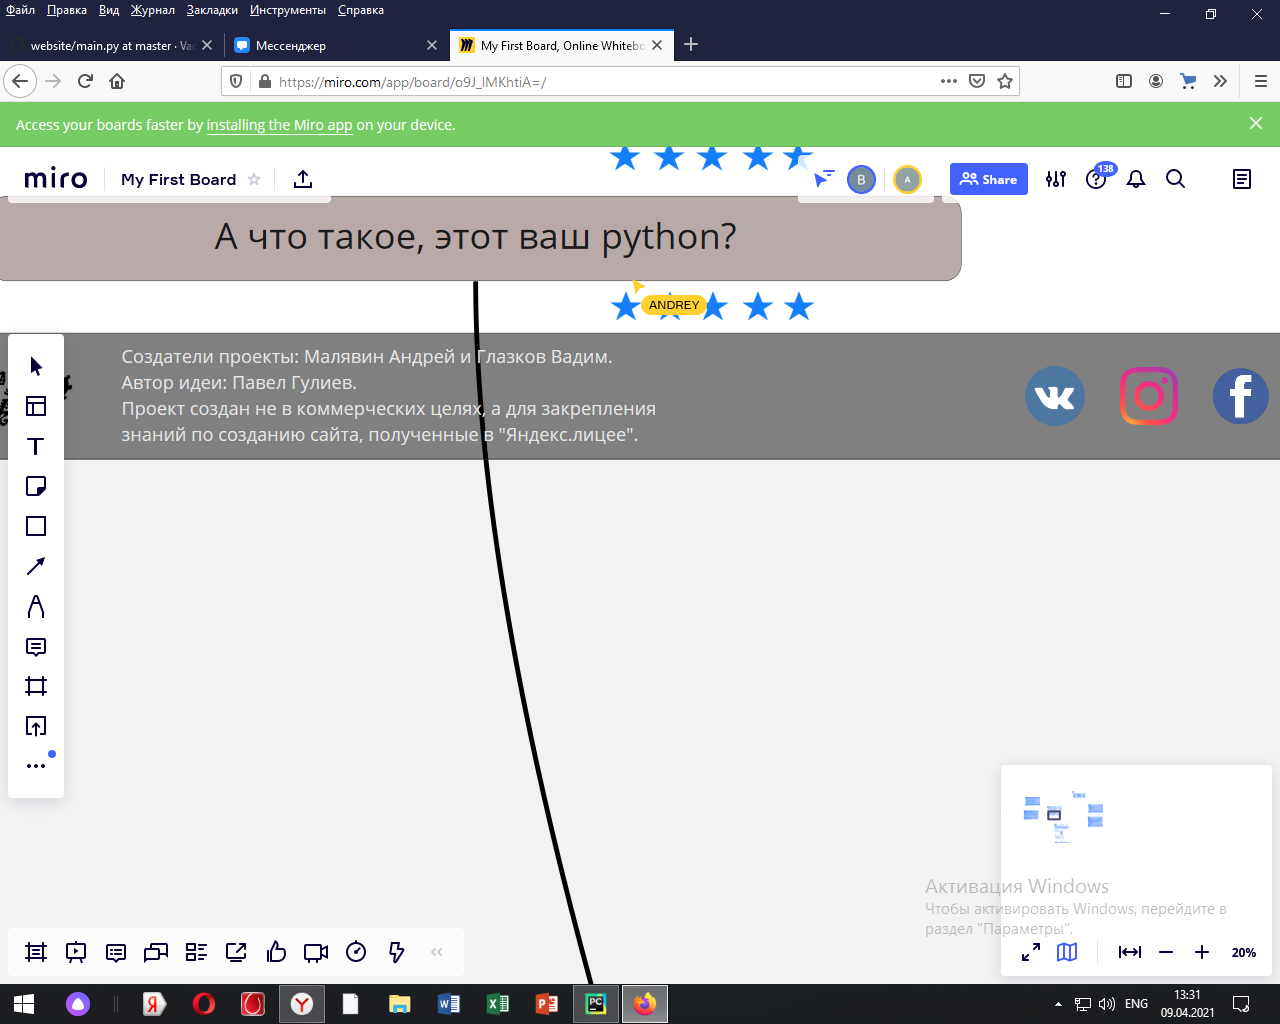 Файл Правка Вид Журнал Закладки Инструменты Справка
website/main.py at master · Va
Мессенджер
My First Board, Online Whitebo
https://miro.com/app/board/o9J_lMKhtiA=/
Access your boards faster by installing the Miro app on your device.
miro My First Board B A Share 138
А что такое, этот ваш python?
ANDREY
Создатели проекты: Малявин Андрей и Глазков Вадим.
Автор идеи: Павел Гулиев.
Проект создан не в коммерческих целях, а для закрепления
знаний по созданию сайта, полученные в "Яндекс.лицее".
Активация Windows
Чтобы активировать Windows, перейдите в
раздел "Параметры".
20%
ENG
13:31
09.04.2021